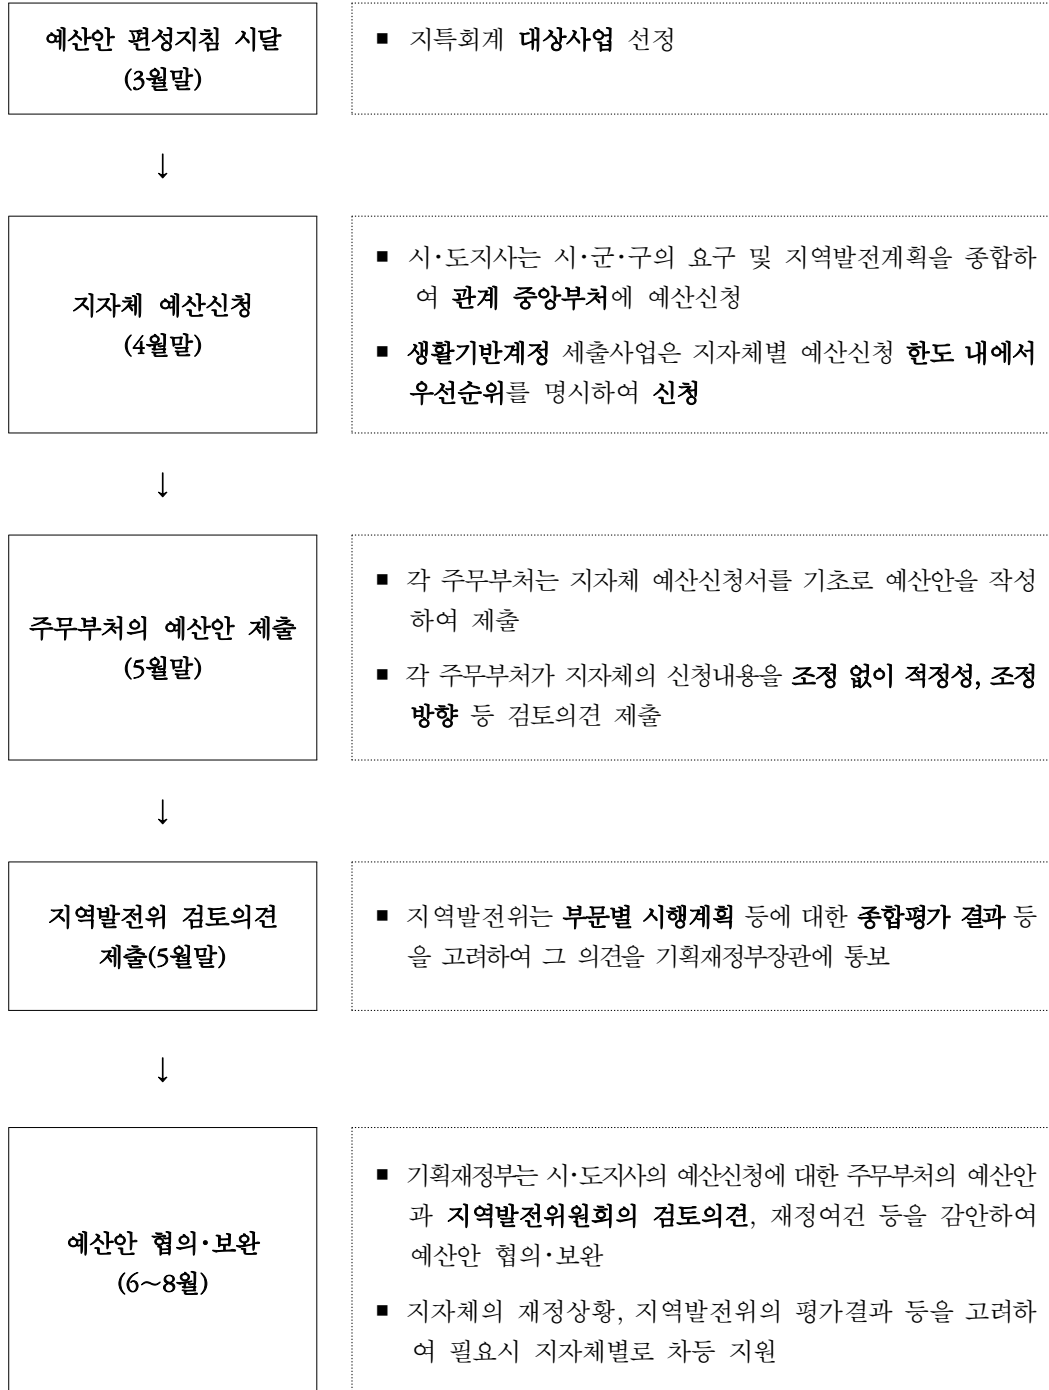 예산안 편성지침 시달
(3월말)
■ 지특회계 대상사업 선정
↓
지자체 예산신청
(4월말)
■ 시·도지사는 시·군·구의 요구 및 지역발전계획을 종합하
여 관계 중앙부처에 예산신청
■ 생활기반계정 세출사업은 지자체별 예산신청 한도 내에서
우선순위를 명시하여 신청
↓
주무부처의 예산안 제출
(5월말)
■ 각 주무부처는 지자체 예산신청서를 기초로 예산안을 작성
하여 제출
■ 각 주무부처가 지자체의 신청내용을 조정 없이 적정성, 조정
방향 등 검토의견 제출
↓
지역발전위 검토의견
제출(5월말)
■ 지역발전위는 부문별 시행계획 등에 대한 종합평가 결과 등
을 고려하여 그 의견을 기획재정부장관에 통보
↓
예산안 협의·보완
(6~8월)
■ 기획재정부는 시·도지사의 예산신청에 대한 주무부처의 예산안
과 지역발전위원회의 검토의견, 재정여건 등을 감안하여
예산안 협의·보완
■ 지자체의 재정상황, 지역발전위의 평가결과 등을 고려하
여 필요시 지자체별로 차등 지원